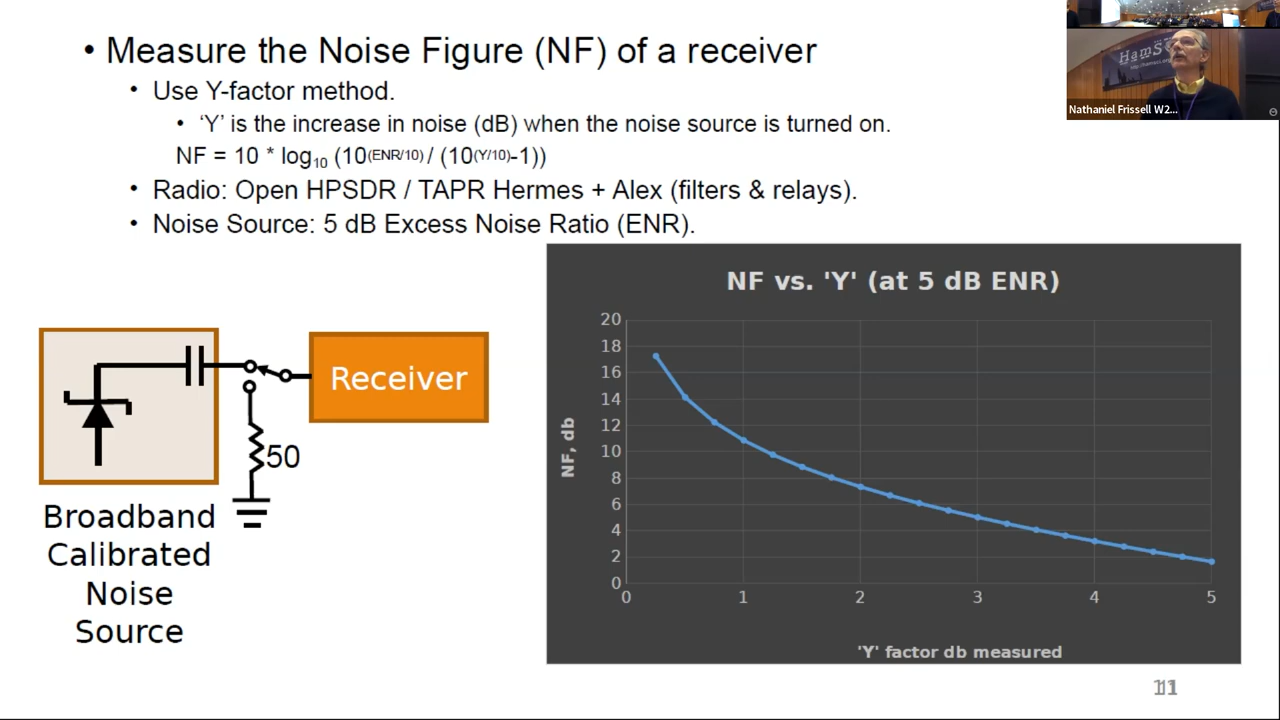 • Measure the Noise Figure (NF) of a receiver
• Use Y-factor method.
• ‘Y’ is the increase in noise (dB) when the noise source is turned on.
NF = 10 * log10 (10(ENR/10) / (10(Y/10)-1))
• Radio: Open HPSDR / TAPR Hermes + Alex (filters & relays).
• Noise Source: 5 dB Excess Noise Ratio (ENR).
Nathaniel Frissell W2...
Receiver
50
Broadband
Calibrated
Noise
Source
NF vs. 'Y' (at 5 dB ENR)
NF, db
20
18
16
14
12
10
8
6
4
2
0
0 1 2 3 4 5
'Y' factor db measured